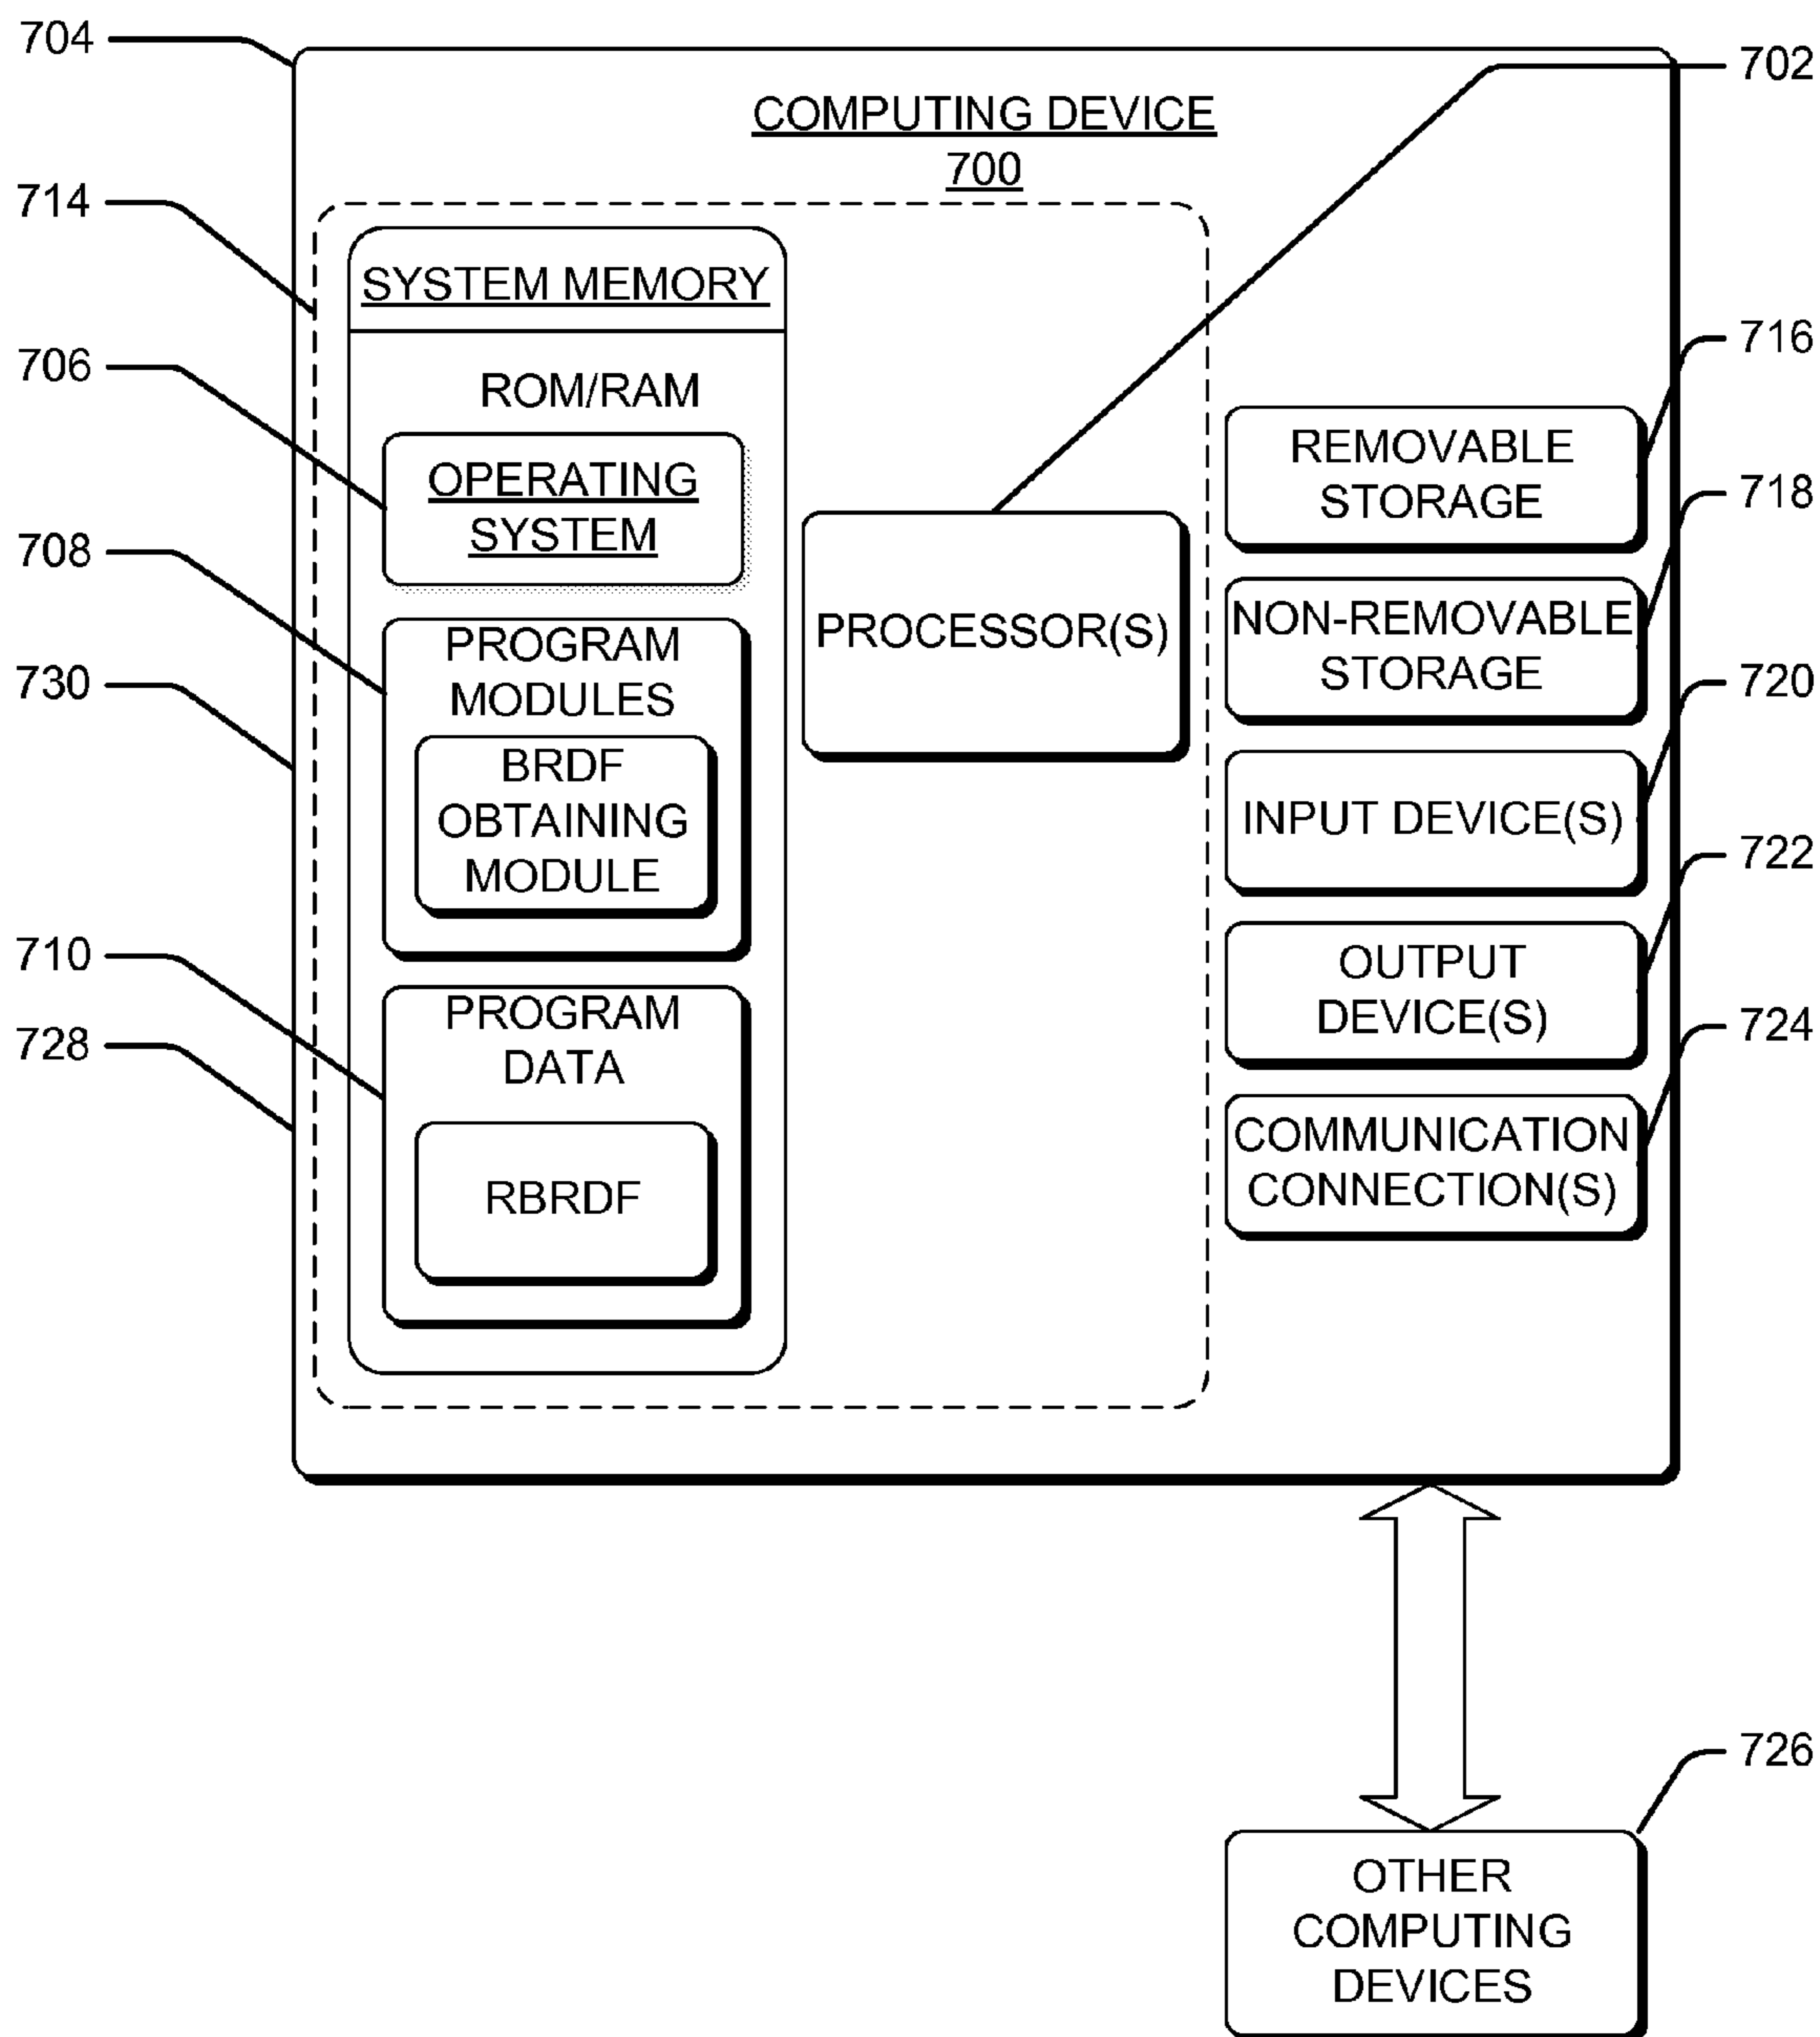 704
702
COMPUTING DEVICE
700
714
SYSTEM MEMORY
716
706
ROM/RAM
REMOVABLE
STORAGE
OPERATING
SYSTEM
718
708
PROCESSOR(S)
NON-REMOVABLE
STORAGE
PROGRAM
MODULES
730
720
BRDF
OBTAINING
MODULE
INPUT DEVICE(S)
722
710
OUTPUT
DEVICE(S)
PROGRAM
DATA
728
724
COMMUNICATION
CONNECTION(S)
RBRDF
726
OTHER
COMPUTING
DEVICES